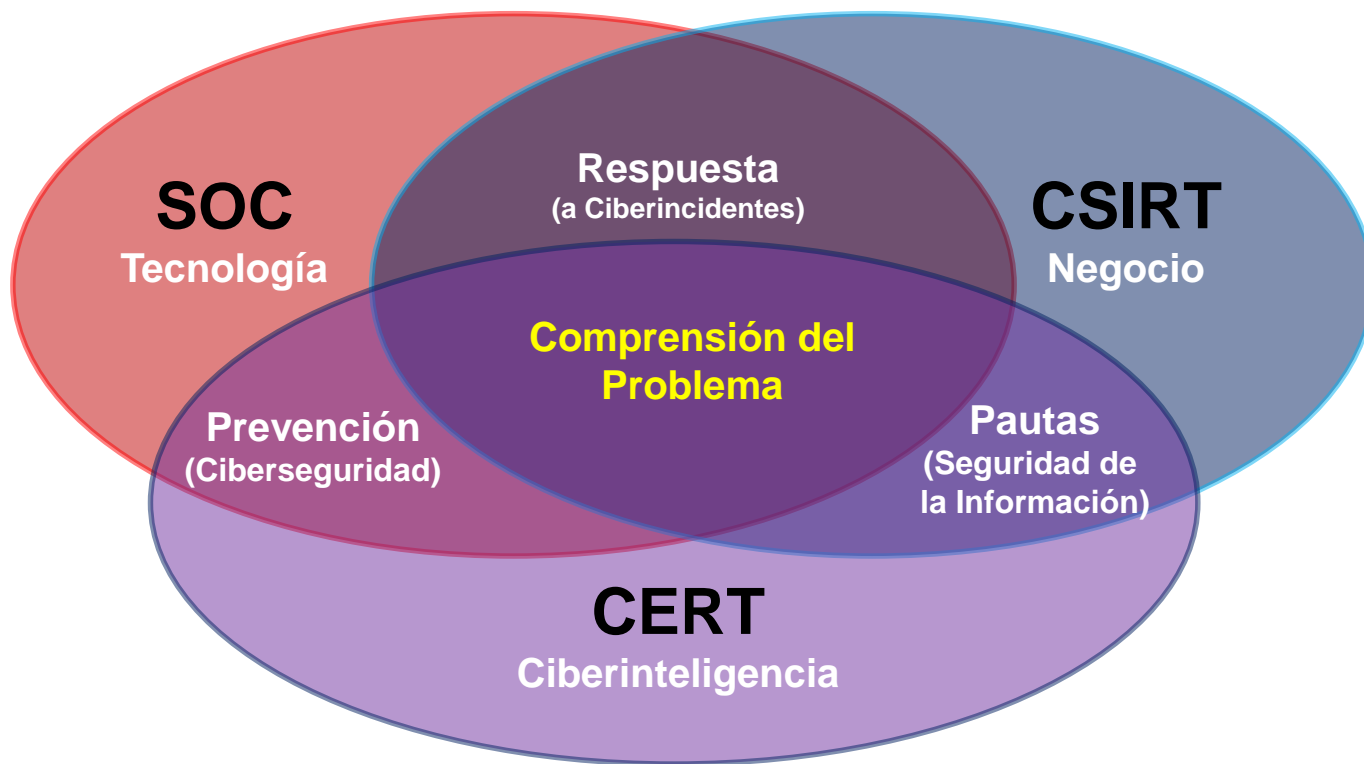 SOC
Tecnología
Respuesta
(a Ciberincidentes)
CSIRT
Negocio
Comprensión del
Problema
Prevención
(Ciberseguridad)
Pautas
(Seguridad de
la Información)
CERT
Ciberinteligencia